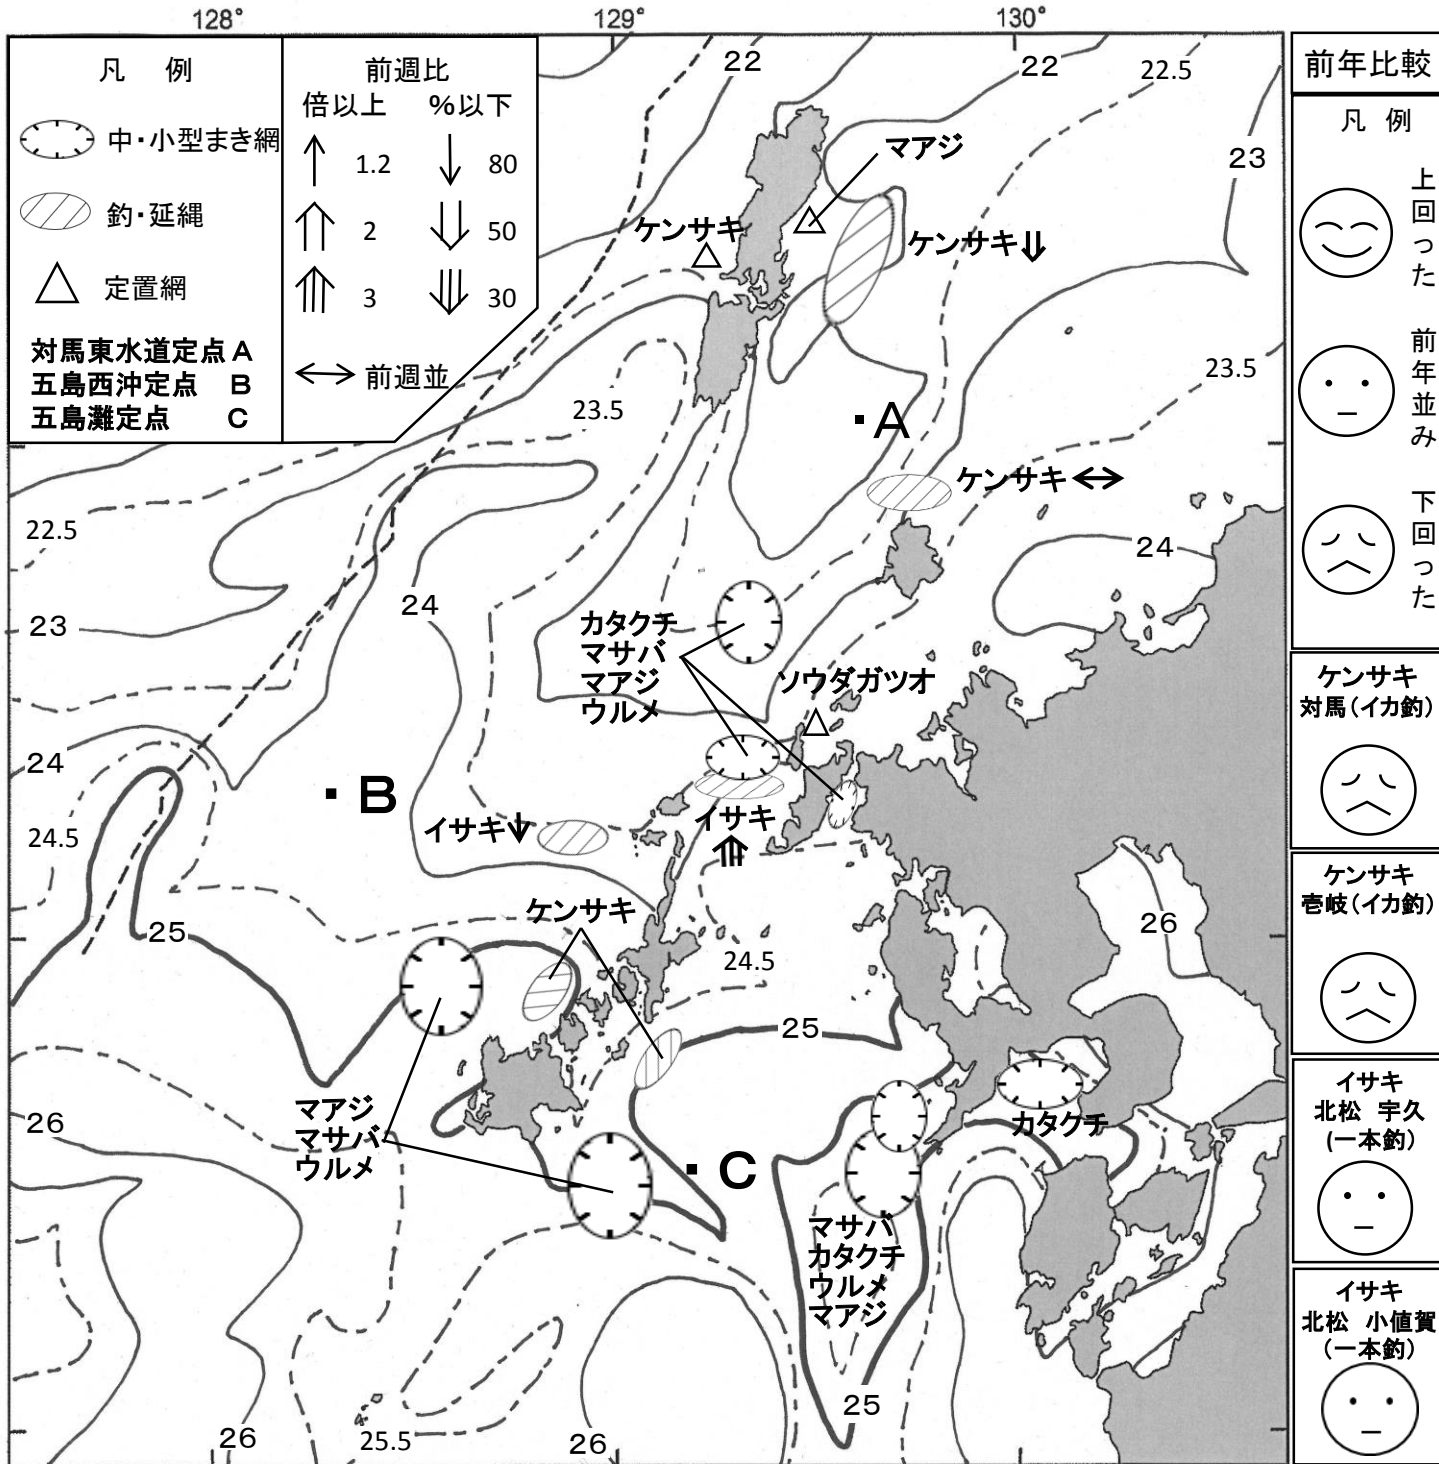 128°
129°
130°
凡 例
中・小型まき網
釣・延縄
定置網
対馬東水道定点 A
五島西沖定点 B
五島灘定点 C
前週比
倍以上 %以下
↑ 1.2 ↓ 80
2 50
3 30
↔ 前週並
前年比較
凡 例
上回った
前年並み
下回った
ケンサキ
対馬(イカ釣)
ケンサキ
壱岐(イカ釣)
イサキ
北松 宇久
(一本釣)
イサキ
北松 小値賀
(一本釣)
22
22
22.5
マアジ
23
ケンサキ
ケンサキ⇓
23.5
23.5
・A
ケンサキ↔
22.5
24
24
23
カタクチ
マサバ
マアジ
ウルメ
ソウダガツオ
24
・B
24.5
イサキ↓
イサキ
ケンサキ
25
26
24.5
25
マアジ
マサバ
ウルメ
26
カタクチ
・C
マサバ
カタクチ
ウルメ
マアジ
25
26
25.5
26